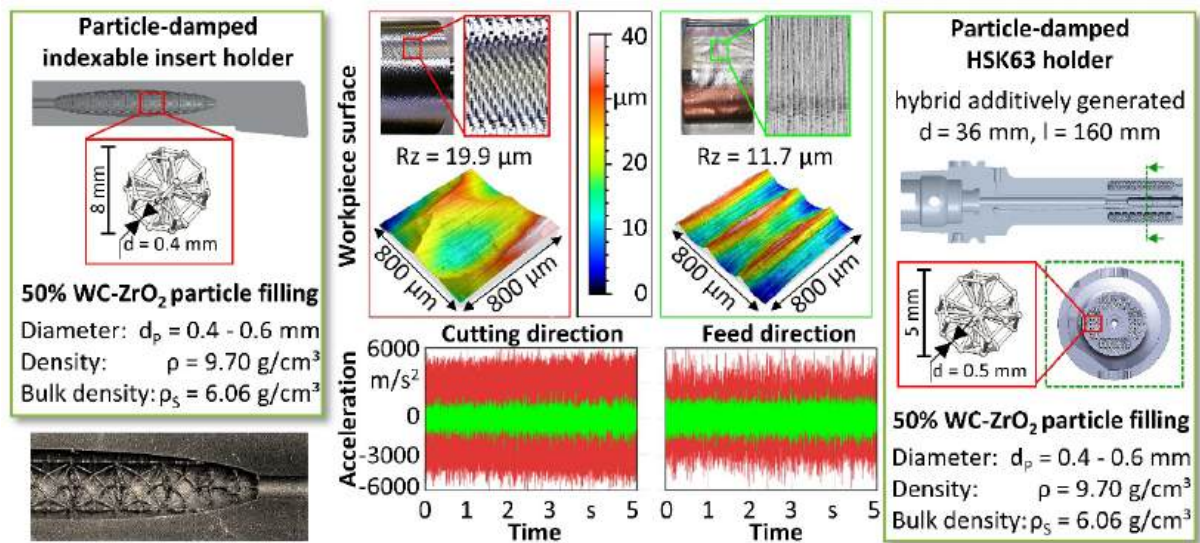 Particle-damped
indexable insert holder
8 mm
d = 0.4 mm
50% WC-ZrO₂ particle filling
Diameter: dₚ = 0.4 - 0.6 mm
Density: ρ = 9.70 g/cm³
Bulk density: ρₛ = 6.06 g/cm³
Workpiece surface
Rz = 19.9 µm
800 µm
800 µm
40
µm
20
10
0
Rz = 11.7 µm
800 µm
800 µm
Cutting direction
Feed direction
Acceleration
6000
m/s²
0
-3000
-6000
0 1 2 3 s 5
Time
0 1 2 3 s 5
Time
Particle-damped
HSK63 holder
hybrid additively generated
d = 36 mm, l = 160 mm
5 mm
d = 0.5 mm
50% WC-ZrO₂ particle filling
Diameter: dₚ = 0.4 - 0.6 mm
Density: ρ = 9.70 g/cm³
Bulk density: ρₛ = 6.06 g/cm³